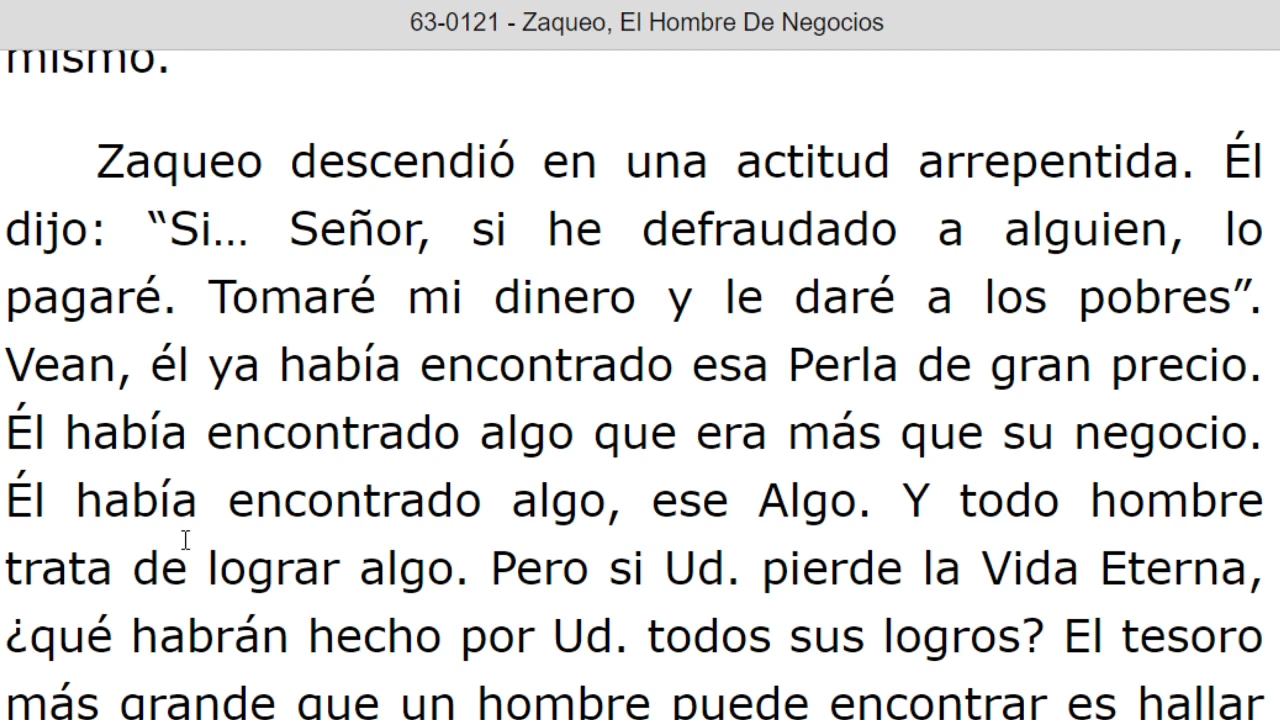 63-0121 - Zaqueo, El Hombre De Negocios
mismo.
Zaqueo descendió en una actitud arrepentida. Él
dijo: “Si… Señor, si he defraudado a alguien, lo
pagaré. Tomaré mi dinero y le daré a los pobres”.
Vean, él ya había encontrado esa Perla de gran precio.
Él había encontrado algo que era más que su negocio.
Él había encontrado algo, ese Algo. Y todo hombre
trata de lograr algo. Pero si Ud. pierde la Vida Eterna,
¿qué habrán hecho por Ud. todos sus logros? El tesoro
más grande que un hombre puede encontrar es hallar